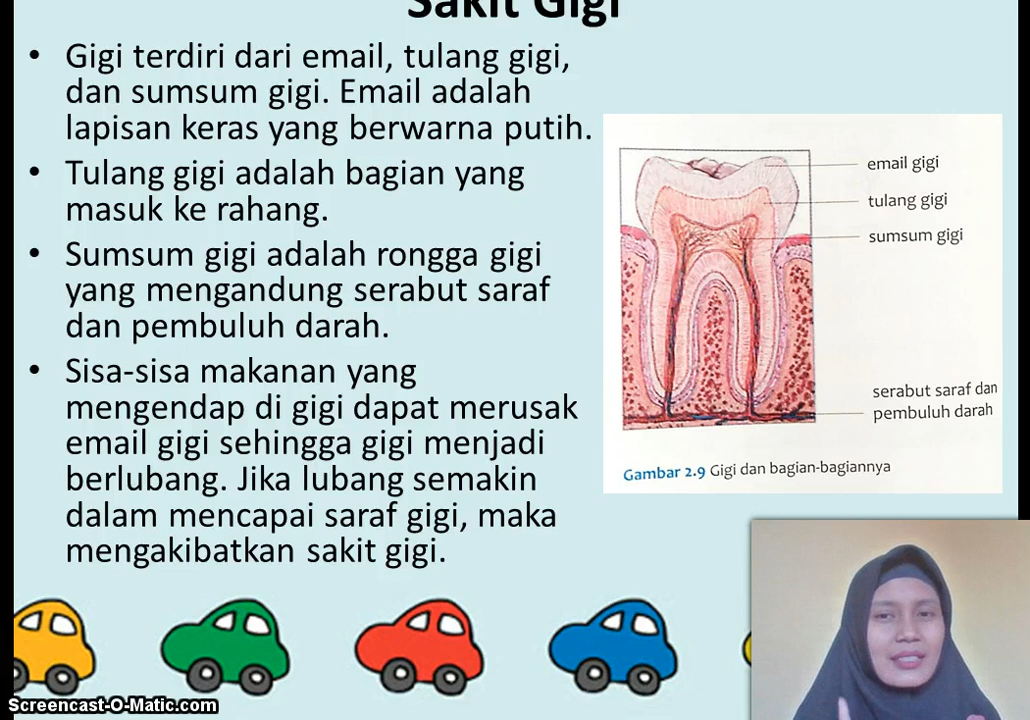 Sakit Gigi
• Gigi terdiri dari email, tulang gigi,
dan sumsum gigi. Email adalah
lapisan keras yang berwarna putih.
• Tulang gigi adalah bagian yang
masuk ke rahang.
• Sumsum gigi adalah rongga gigi
yang mengandung serabut saraf
dan pembuluh darah.
• Sisa-sisa makanan yang
mengendap di gigi dapat merusak
email gigi sehingga gigi menjadi
berlubang. Jika lubang semakin
dalam mencapai saraf gigi, maka
mengakibatkan sakit gigi.
email gigi
tulang gigi
sumsum gigi
serabut saraf dan
pembuluh darah
Gambar 2.9 Gigi dan bagian-bagiannya
Screencast-O-Matic.com